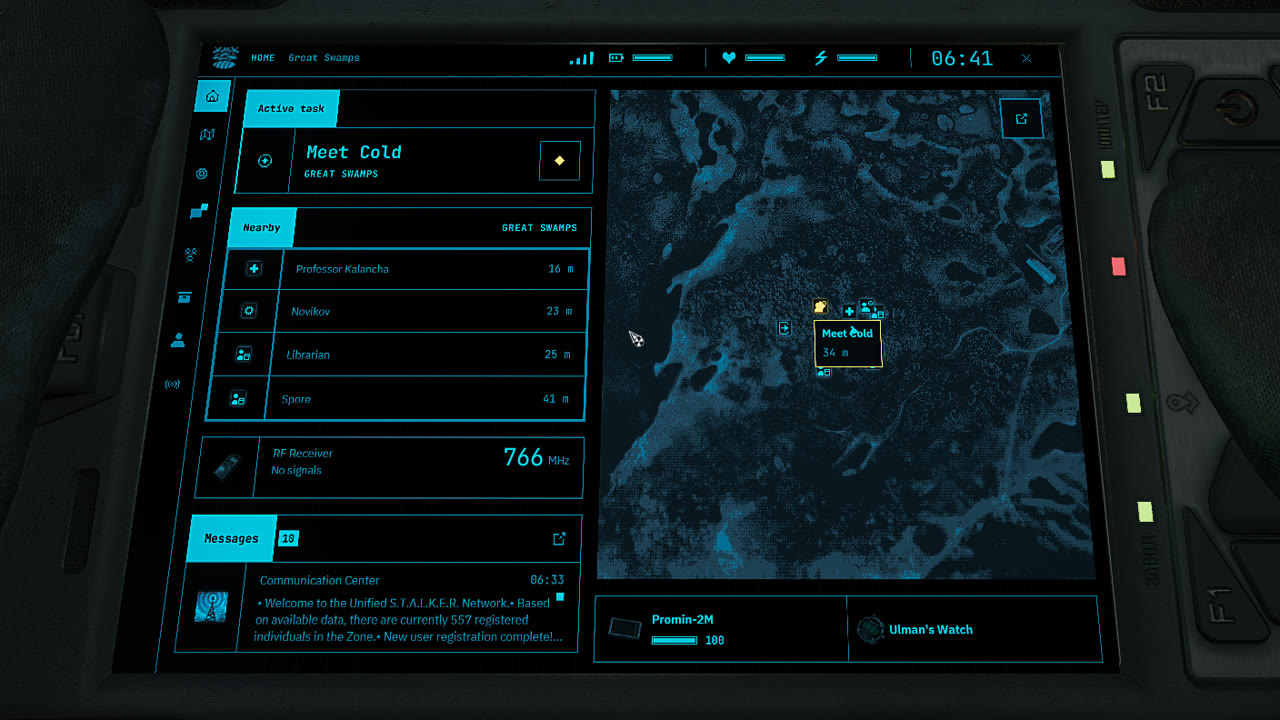 HOME Great Swamps
06:41
Active task
Meet Cold
GREAT SWAMPS
Nearby
GREAT SWAMPS
Professor Kalancha 16 m
Novikov 23 m
Librarian 25 m
Spore 41 m
RF Receiver
No signals
766 MHz
Messages 10
Communication Center 06:33
• Welcome to the Unified S.T.A.L.K.E.R. Network.• Based
on available data, there are currently 557 registered
individuals in the Zone.• New user registration complete!...
Meet Cold
34 m
Promin-2M
100
Ulman's Watch
F2
F1